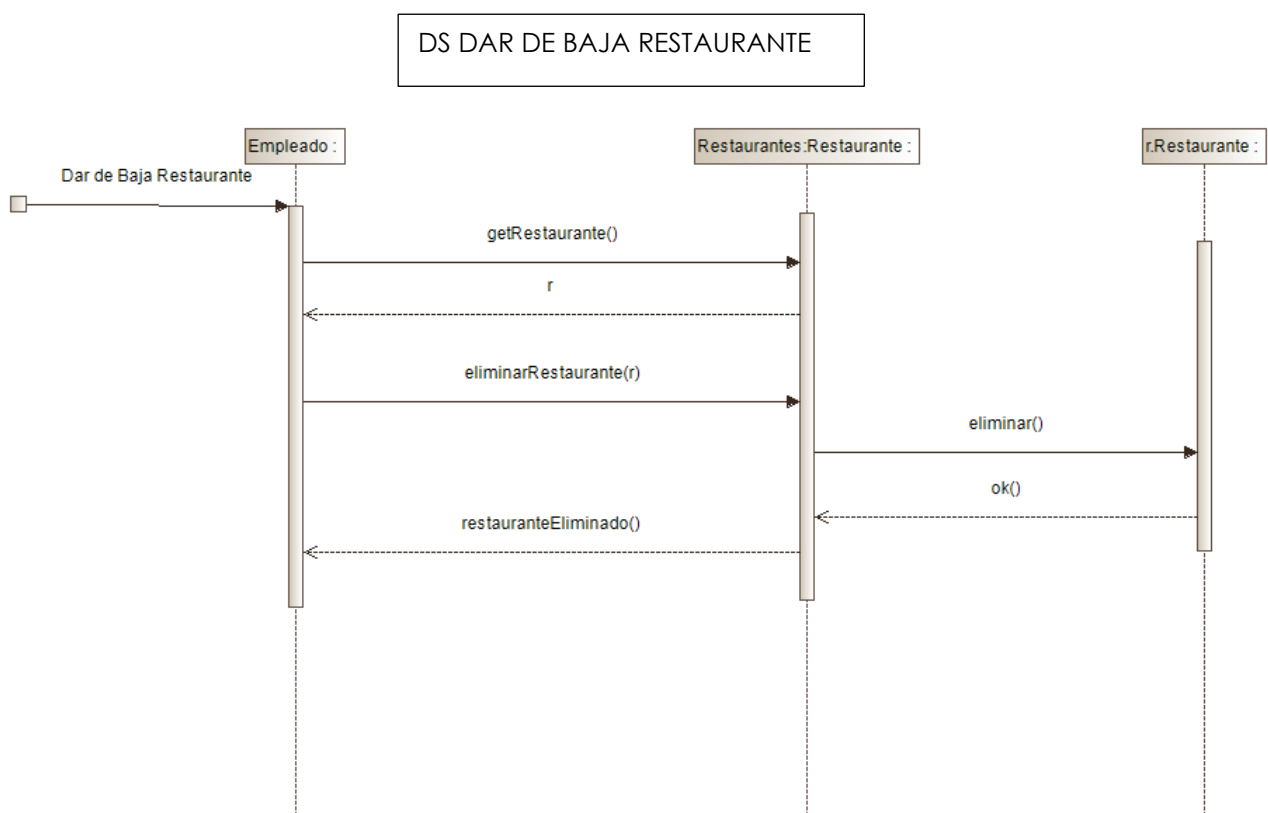 DS DAR DE BAJA RESTAURANTE
Empleado :
Restaurantes:Restaurante :
r.Restaurante :
Dar de Baja Restaurante
getRestaurante()
r
eliminarRestaurante(r)
eliminar()
ok()
restauranteEliminado()